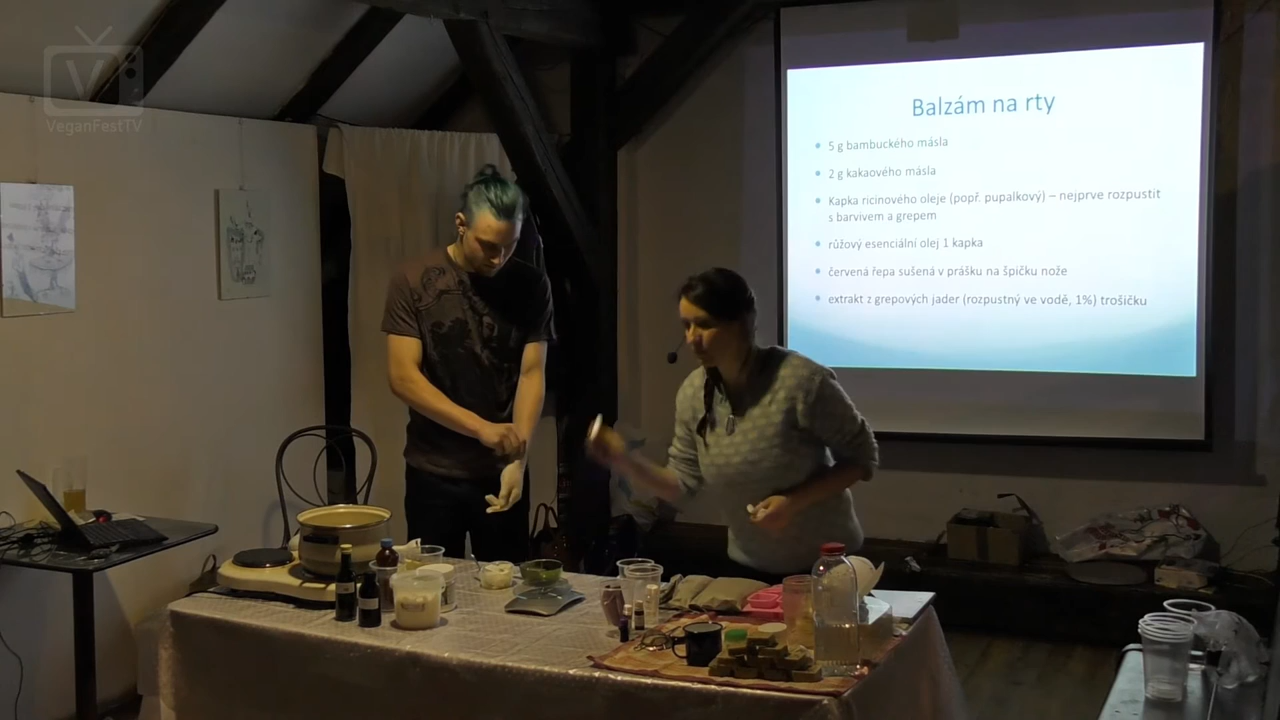 V
VeganFestTV
Balzám na rty
5 g bambuckého másla
2 g kakaového másla
Kapka ricinového oleje (popř. pupalkový) – nejprve rozpustit
s barvivem a grepem
růžový esenciální olej 1 kapka
červená řepa sušená v prášku na špičku nože
extrakt z grepových jader (rozpustný ve vodě, 1%) trošičku